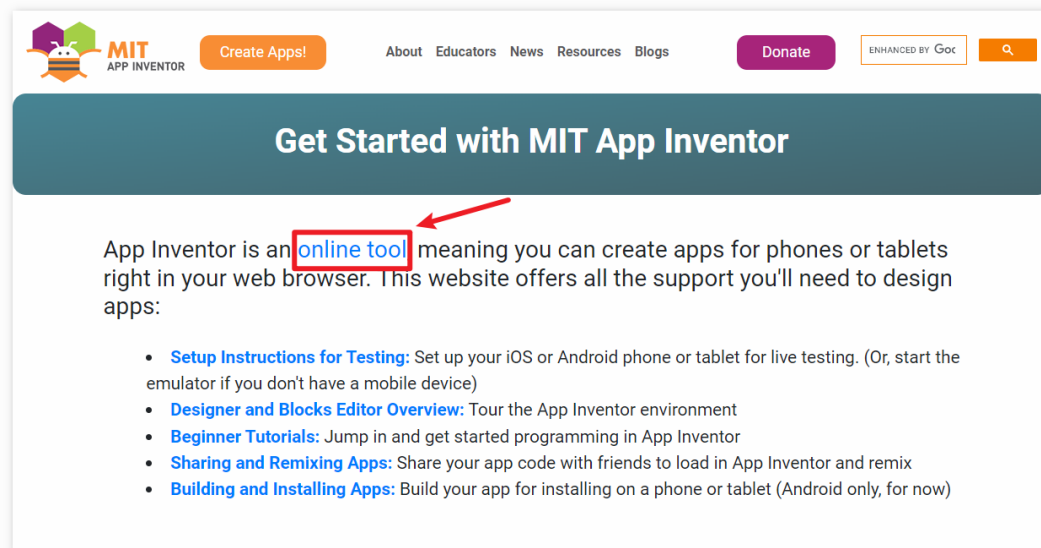 MIT
APP INVENTOR
Create Apps!
About Educators News Resources Blogs
Donate
ENHANCED BY Goo
Get Started with MIT App Inventor
App Inventor is an online tool meaning you can create apps for phones or tablets
right in your web browser. This website offers all the support you'll need to design
apps:
• Setup Instructions for Testing: Set up your iOS or Android phone or tablet for live testing. (Or, start the
emulator if you don't have a mobile device)
• Designer and Blocks Editor Overview: Tour the App Inventor environment
• Beginner Tutorials: Jump in and get started programming in App Inventor
• Sharing and Remixing Apps: Share your app code with friends to load in App Inventor and remix
• Building and Installing Apps: Build your app for installing on a phone or tablet (Android only, for now)